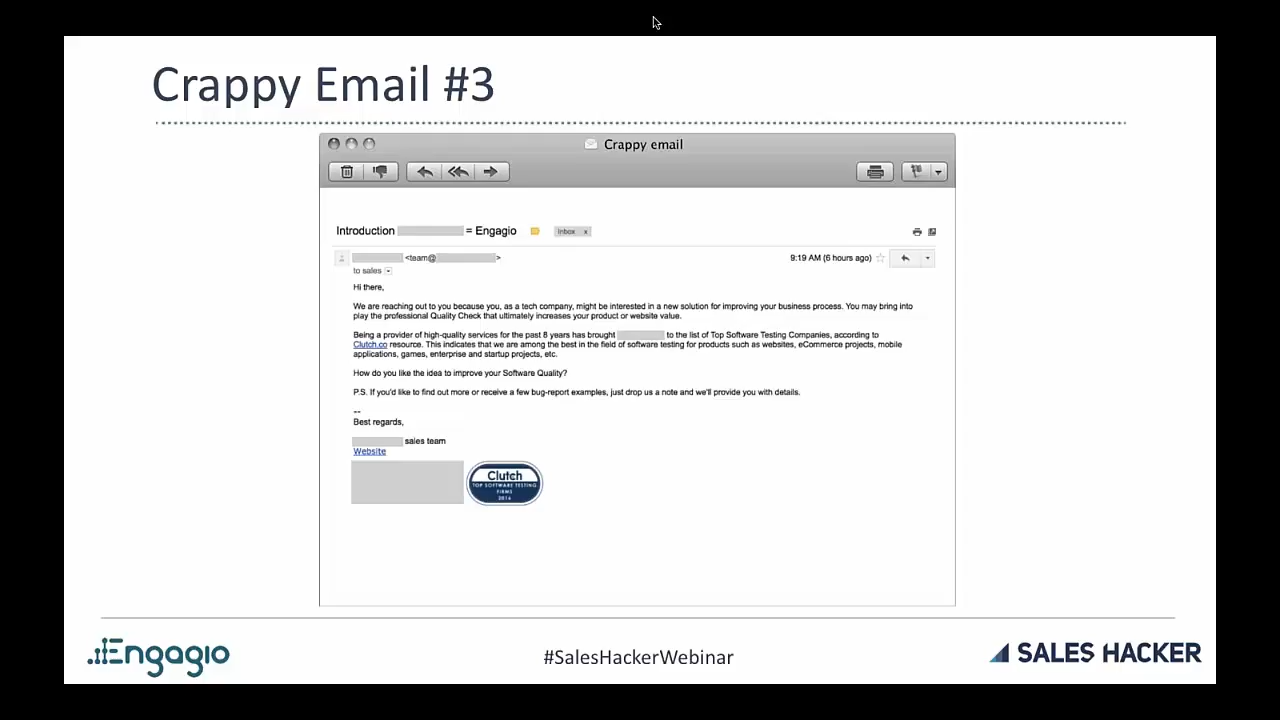 Crappy Email #3
Crappy email
Introduction = Engagio Inbox x
<team@ > 9:19 AM (6 hours ago)
to sales
Hi there,
We are reaching out to you because you, as a tech company, might be interested in a new solution for improving your business process. You may bring into
play the professional Quality Check that ultimately increases your product or website value.
Being a provider of high-quality services for the past 8 years has brought to the list of Top Software Testing Companies, according to
Clutch.co resource. This indicates that we are among the best in the field of software testing for products such as websites, eCommerce projects, mobile
applications, games, enterprise and startup projects, etc.
How do you like the idea to improve your Software Quality?
P.S. If you'd like to find out more or receive a few bug-report examples, just drop us a note and we'll provide you with details.
--
Best regards,
sales team
Website
Clutch
TOP SOFTWARE TESTING
FIRMS
2016
Engagio
#SalesHackerWebinar
SALES HACKER